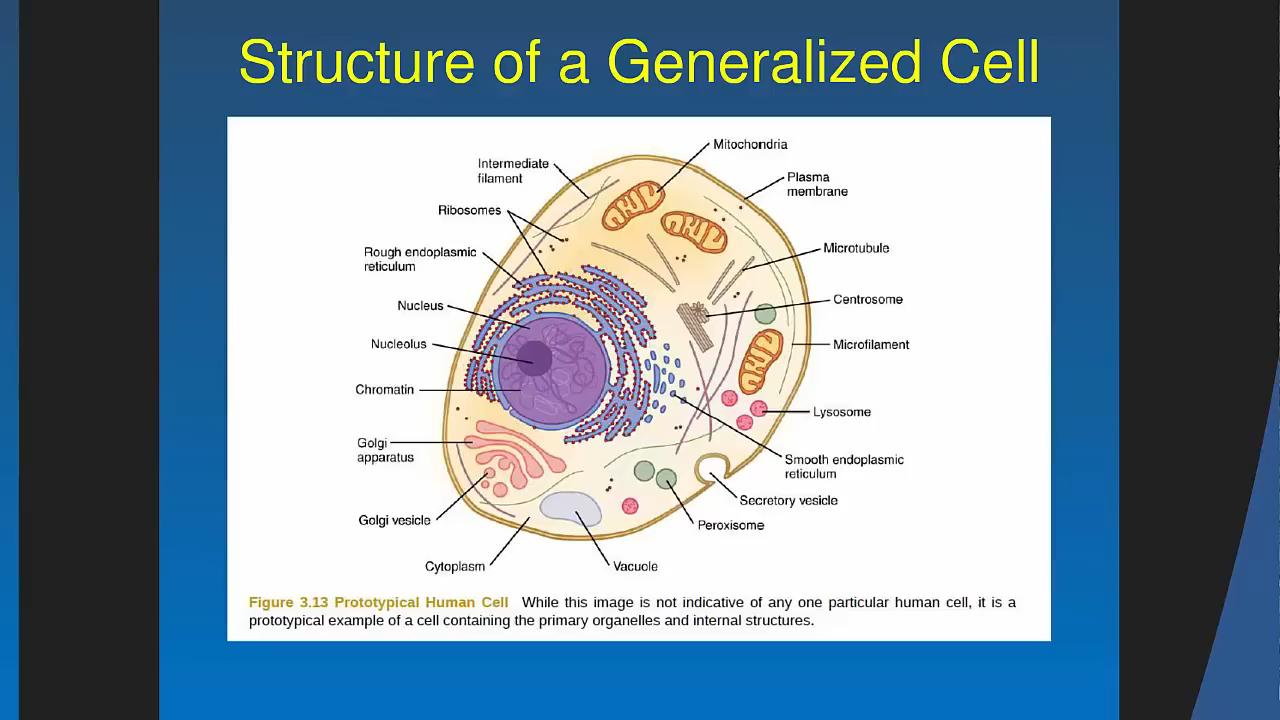 Structure of a Generalized Cell
Mitochondria
Intermediate
filament
Plasma
membrane
Ribosomes
Rough endoplasmic
reticulum
Microtubule
Nucleus
Centrosome
Nucleolus
Microfilament
Chromatin
Lysosome
Golgi
apparatus
Smooth endoplasmic
reticulum
Secretory vesicle
Golgi vesicle
Peroxisome
Cytoplasm
Vacuole
Figure 3.13 Prototypical Human Cell While this image is not indicative of any one particular human cell, it is a
prototypical example of a cell containing the primary organelles and internal structures.